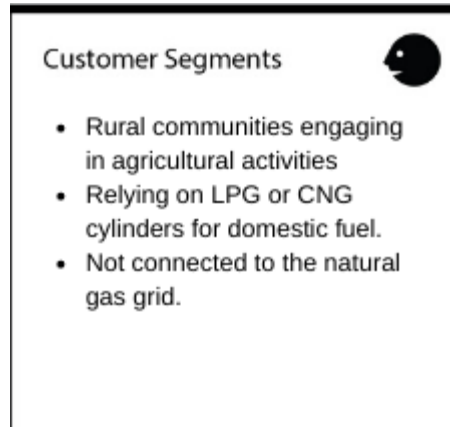 Customer Segments
• Rural communities engaging
in agricultural activities
• Relying on LPG or CNG
cylinders for domestic fuel.
• Not connected to the natural
gas grid.